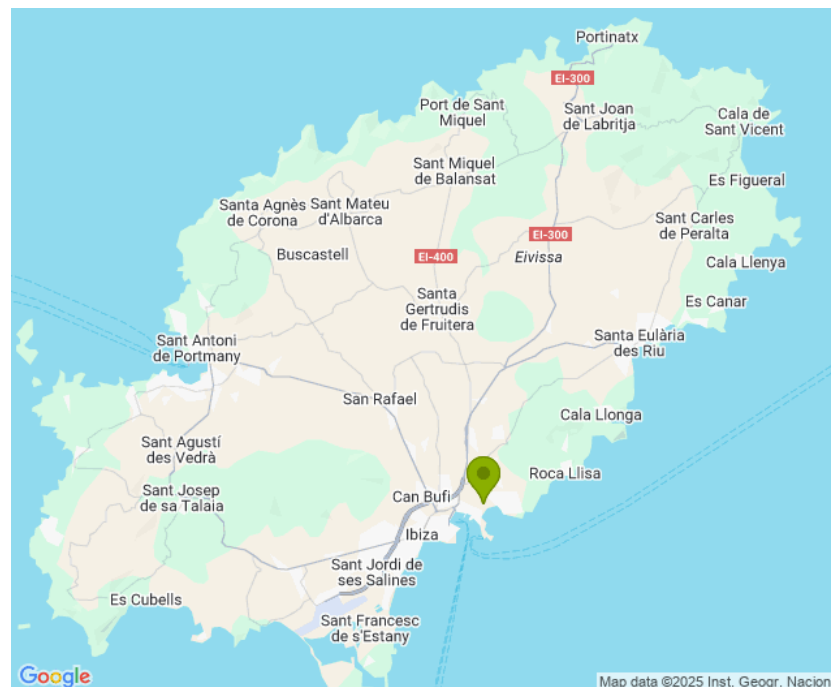 Portinatx
EI-300
Port de Sant
Miquel
Sant Joan
de Labritja
Cala de
Sant Vicent
Sant Miquel
de Balansat
Es Figueral
Santa Agnès
de Corona
Sant Mateu
d'Albarca
Sant Carles
de Peralta
EI-300
Buscastell
EI-400
Eivissa
Cala Llenya
Santa
Gertrudis
de Fruitera
Es Canar
Sant Antoni
de Portmany
Santa Eulària
des Riu
San Rafael
Cala Llonga
Sant Agustí
des Vedrà
Roca Llisa
Sant Josep
de sa Talaia
Can Bufi
Ibiza
Sant Jordi de
ses Salines
Es Cubells
Sant Francesc
de s'Estany
Google
Map data ©2025 Inst. Geogr. Nacion